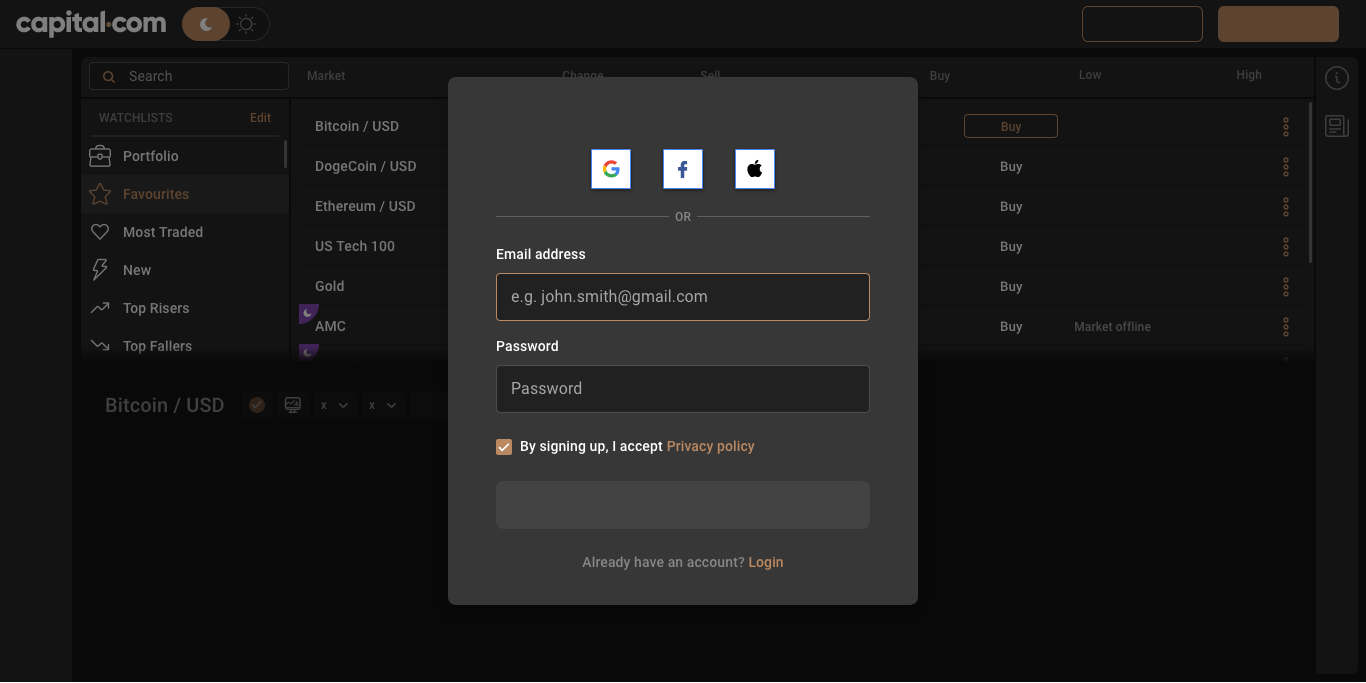 capital.com
Search
Market
Change
Sell
Buy
Low
High
WATCHLISTS
Edit
Portfolio
Favourites
Most Traded
New
Top Risers
Top Fallers
Bitcoin / USD
Buy
DogeCoin / USD
Buy
Ethereum / USD
Buy
US Tech 100
Buy
Gold
Buy
AMC
Buy
Market offline
Bitcoin / USD
x
x
OR
Email address
e.g. john.smith@gmail.com
Password
Password
By signing up, I accept Privacy policy
Already have an account? Login